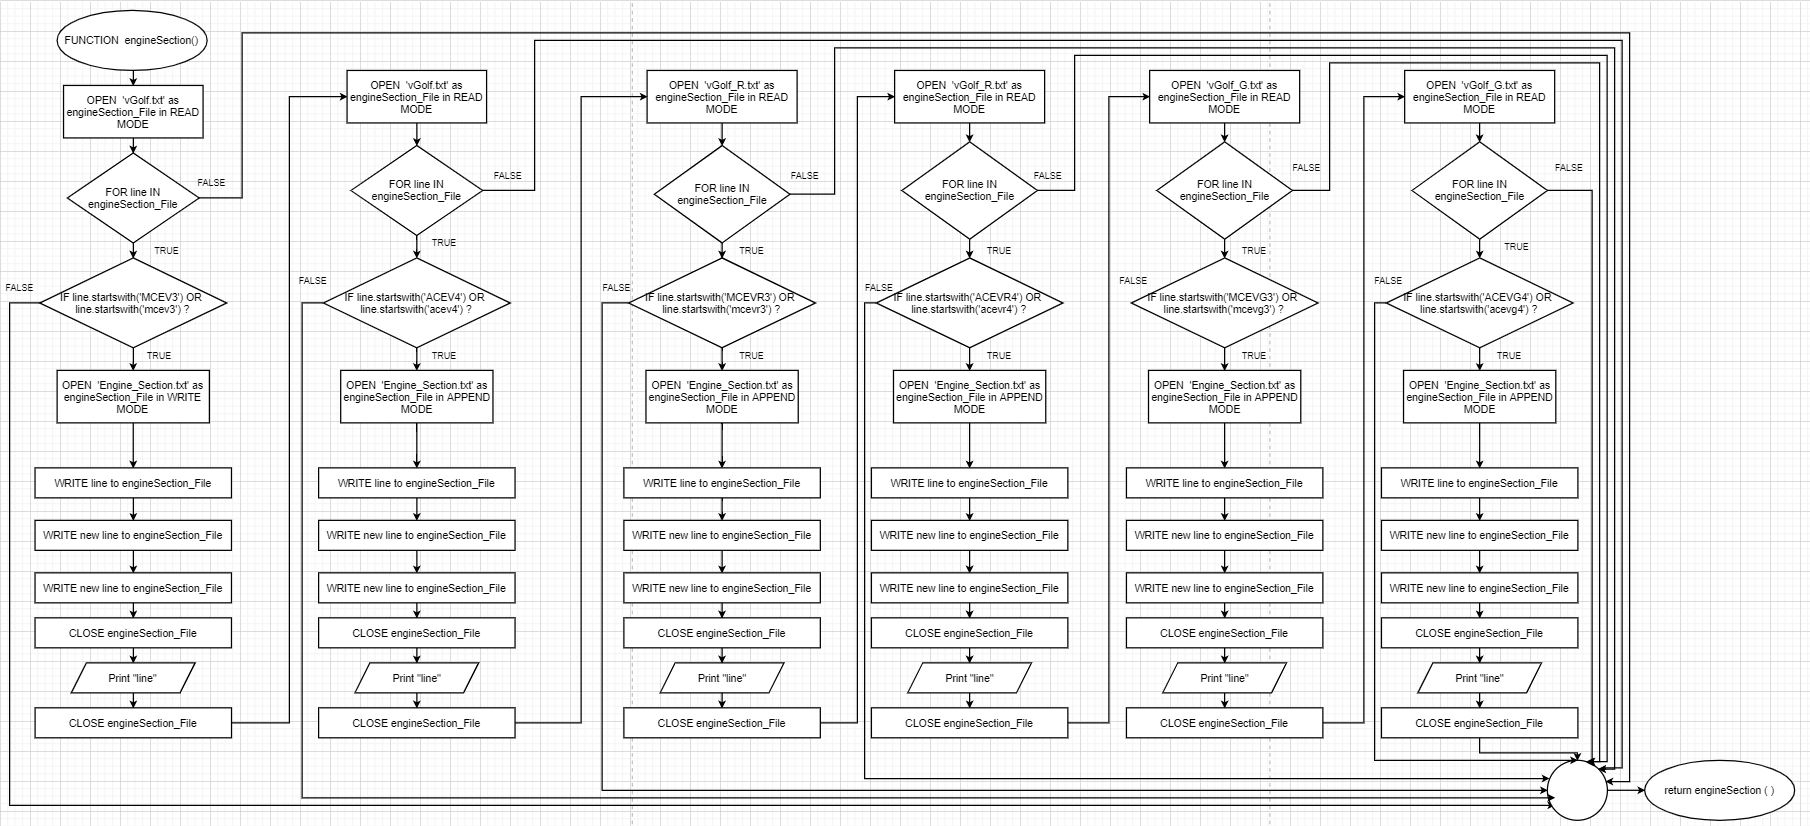 FUNCTION engineSection()
OPEN 'vGolf.txt' as
engineSection_File in READ
MODE
FOR line IN
engineSection_File
FALSE
TRUE
IF line.startswith('MCEV3') OR
line.startswith('mcev3') ?
FALSE
TRUE
OPEN 'Engine_Section.txt' as
engineSection_File in WRITE
MODE
WRITE line to engineSection_File
WRITE new line to engineSection_File
WRITE new line to engineSection_File
CLOSE engineSection_File
Print "line"
CLOSE engineSection_File
OPEN 'vGolf.txt' as
engineSection_File in READ
MODE
FOR line IN
engineSection_File
FALSE
TRUE
IF line.startswith('ACEV4') OR
line.startswith('acev4') ?
FALSE
TRUE
OPEN 'Engine_Section.txt' as
engineSection_File in APPEND
MODE
WRITE line to engineSection_File
WRITE new line to engineSection_File
WRITE new line to engineSection_File
CLOSE engineSection_File
Print "line"
CLOSE engineSection_File
OPEN 'vGolf_R.txt' as
engineSection_File in READ
MODE
FOR line IN
engineSection_File
FALSE
TRUE
IF line.startswith('MCEVR3') OR
line.startswith('mcevr3') ?
FALSE
TRUE
OPEN 'Engine_Section.txt' as
engineSection_File in APPEND
MODE
WRITE line to engineSection_File
WRITE new line to engineSection_File
WRITE new line to engineSection_File
CLOSE engineSection_File
Print "line"
CLOSE engineSection_File
OPEN 'vGolf_R.txt' as
engineSection_File in READ
MODE
FOR line IN
engineSection_File
FALSE
TRUE
IF line.startswith('ACEVR4') OR
line.startswith('acevr4') ?
FALSE
TRUE
OPEN 'Engine_Section.txt' as
engineSection_File in APPEND
MODE
WRITE line to engineSection_File
WRITE new line to engineSection_File
WRITE new line to engineSection_File
CLOSE engineSection_File
Print "line"
CLOSE engineSection_File
OPEN 'vGolf_G.txt' as
engineSection_File in READ
MODE
FOR line IN
engineSection_File
FALSE
TRUE
IF line.startswith('MCEVG3') OR
line.startswith('mcevg3') ?
FALSE
TRUE
OPEN 'Engine_Section.txt' as
engineSection_File in APPEND
MODE
WRITE line to engineSection_File
WRITE new line to engineSection_File
WRITE new line to engineSection_File
CLOSE engineSection_File
Print "line"
CLOSE engineSection_File
OPEN 'vGolf_G.txt' as
engineSection_File in READ
MODE
FOR line IN
engineSection_File
FALSE
TRUE
IF line.startswith('ACEVG4') OR
line.startswith('acevg4') ?
FALSE
TRUE
OPEN 'Engine_Section.txt' as
engineSection_File in APPEND
MODE
WRITE line to engineSection_File
WRITE new line to engineSection_File
WRITE new line to engineSection_File
CLOSE engineSection_File
Print "line"
CLOSE engineSection_File
return engineSection ( )